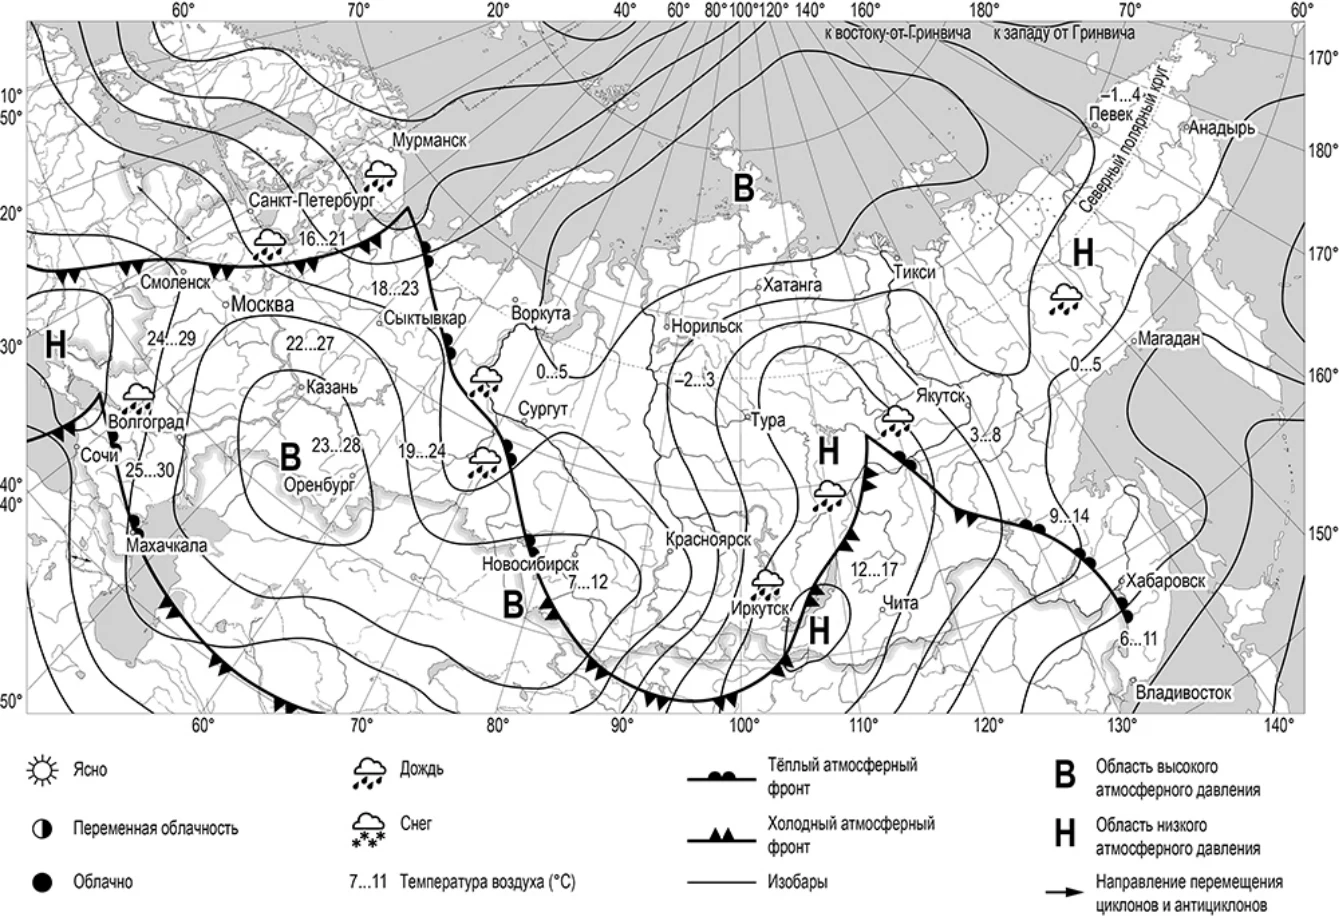 60° 70° 20° 40° 60° 80° 100° 120° 140° 160° 180° 70° 60°
к востоку от Гринвича
к западу от Гринвича
170°
–1...4
Певек
10°
50°
Северный полярный круг
Анадырь
Мурманск
180°
В
Санкт-Петербург
20°
16...21
Н
170°
Смоленск
18...23
Тикси
Хатанга
Москва
Сыктывкар
Воркута
Норильск
24...29
22...27
Магадан
Н
30°
0...5
–2...3
0...5
160°
Казань
Якутск
Сургут
Волгоград
Тура
3...8
Сочи
В
23...28
19...24
Н
25...30
Оренбург
40°
40°
9...14
150°
Махачкала
Красноярск
Новосибирск
7...12
12...17
Хабаровск
В
Иркутск
Чита
Н
6...11
50°
Владивосток
60° 70° 80° 90° 100° 110° 120° 130° 140°
Ясно
Дождь
Тёплый атмосферный
фронт
В
Область высокого
атмосферного давления
Переменная облачность
Снег
Холодный атмосферный
фронт
Н
Область низкого
атмосферного давления
Облачно
7...11 Температура воздуха (°C)
Изобары
Направление перемещения
циклонов и антициклонов